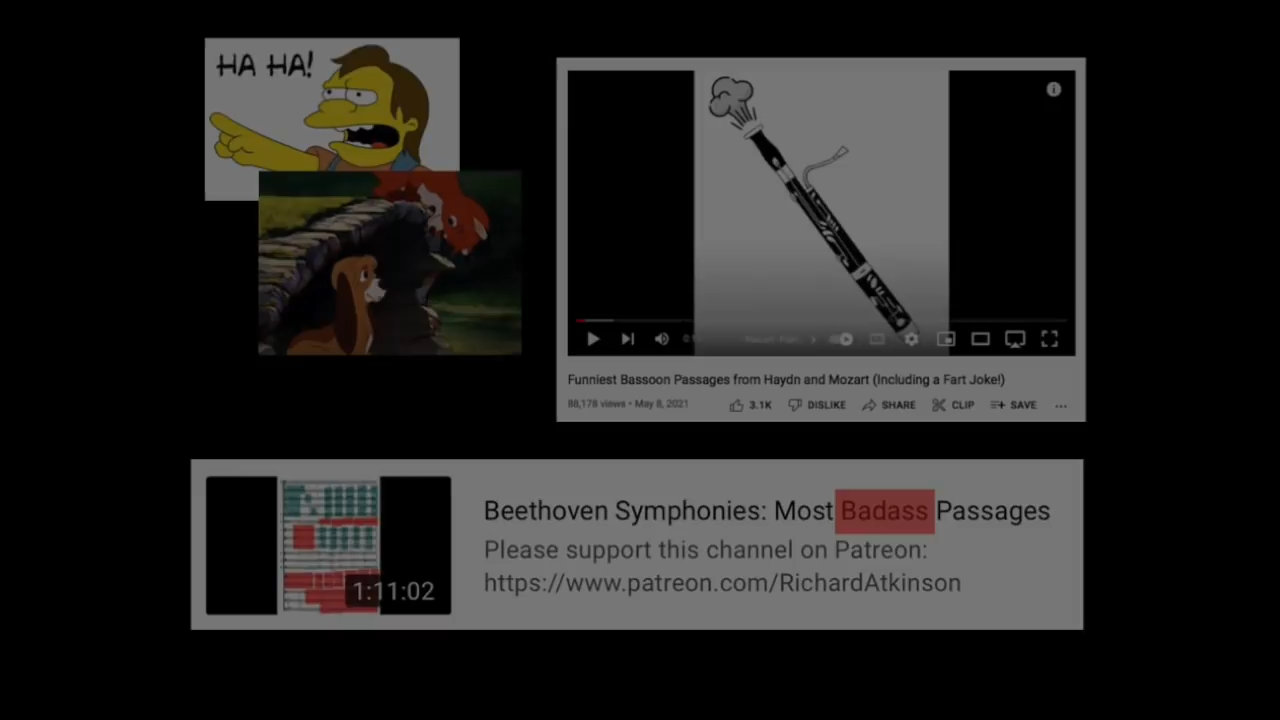 HA HA!
Funniest Bassoon Passages from Haydn and Mozart (Including a Fart Joke!)
88,178 views • May 8, 2021 3.1K DISLIKE SHARE CLIP SAVE ...
Beethoven Symphonies: Most Badass Passages
Please support this channel on Patreon:
https://www.patreon.com/RichardAtkinson
1:11:02